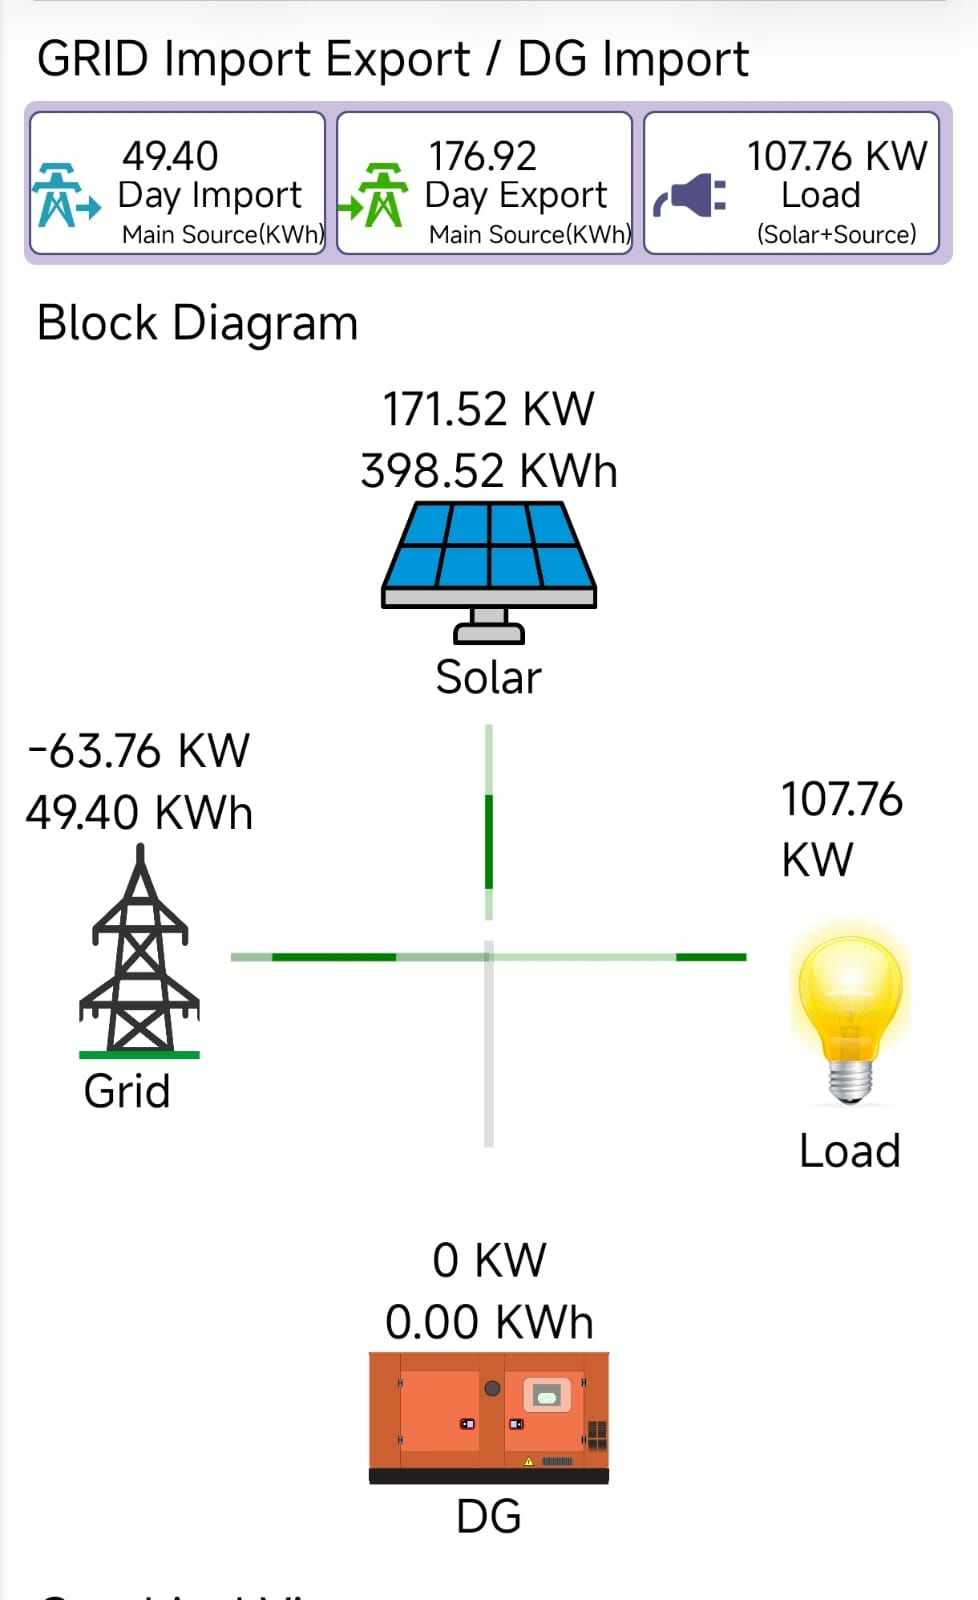 GRID Import Export / DG Import
49.40
Day Import
Main Source(KWh)
176.92
Day Export
Main Source(KWh)
107.76 KW
Load
(Solar+Source)
Block Diagram
171.52 KW
398.52 KWh
Solar
-63.76 KW
49.40 KWh
Grid
107.76
KW
Load
0 KW
0.00 KWh
DG